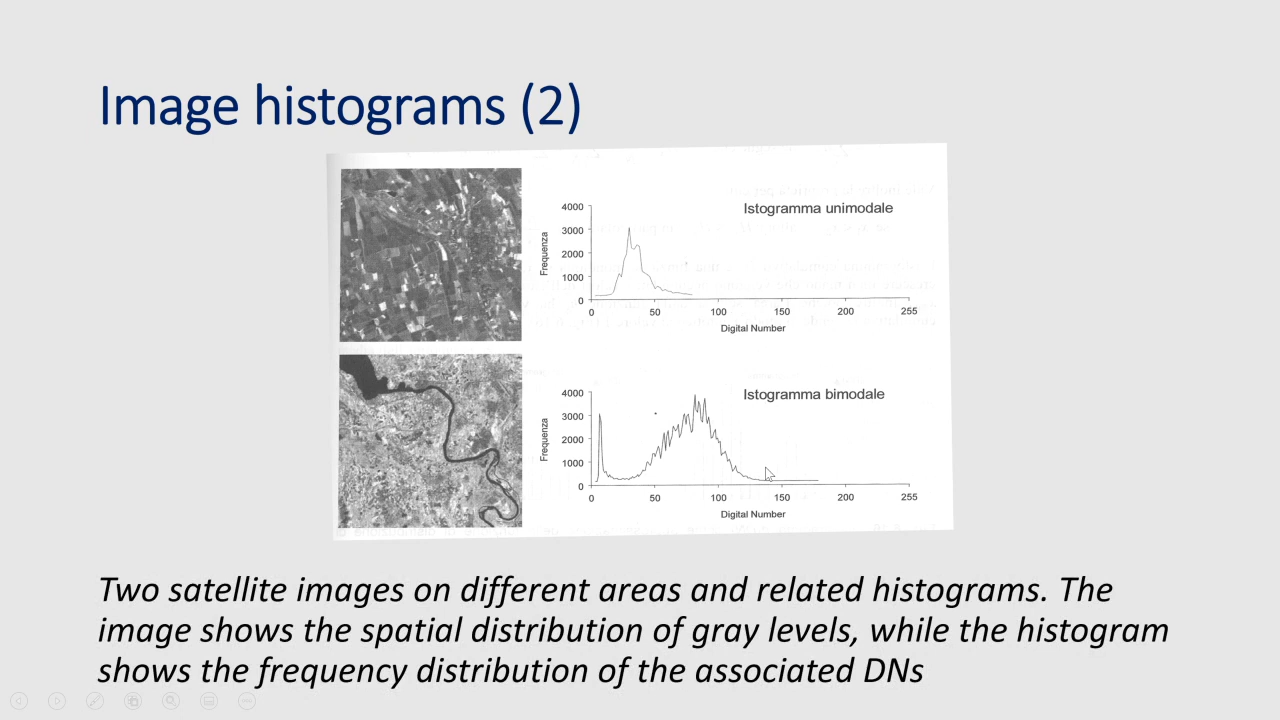 Image histograms (2)
Istogramma unimodale
Frequenza
4000
3000
2000
1000
0
0 50 100 150 200 255
Digital Number
Istogramma bimodale
Frequenza
4000
3000
2000
1000
0
0 50 100 150 200 255
Digital Number
Two satellite images on different areas and related histograms. The
image shows the spatial distribution of gray levels, while the histogram
shows the frequency distribution of the associated DNs